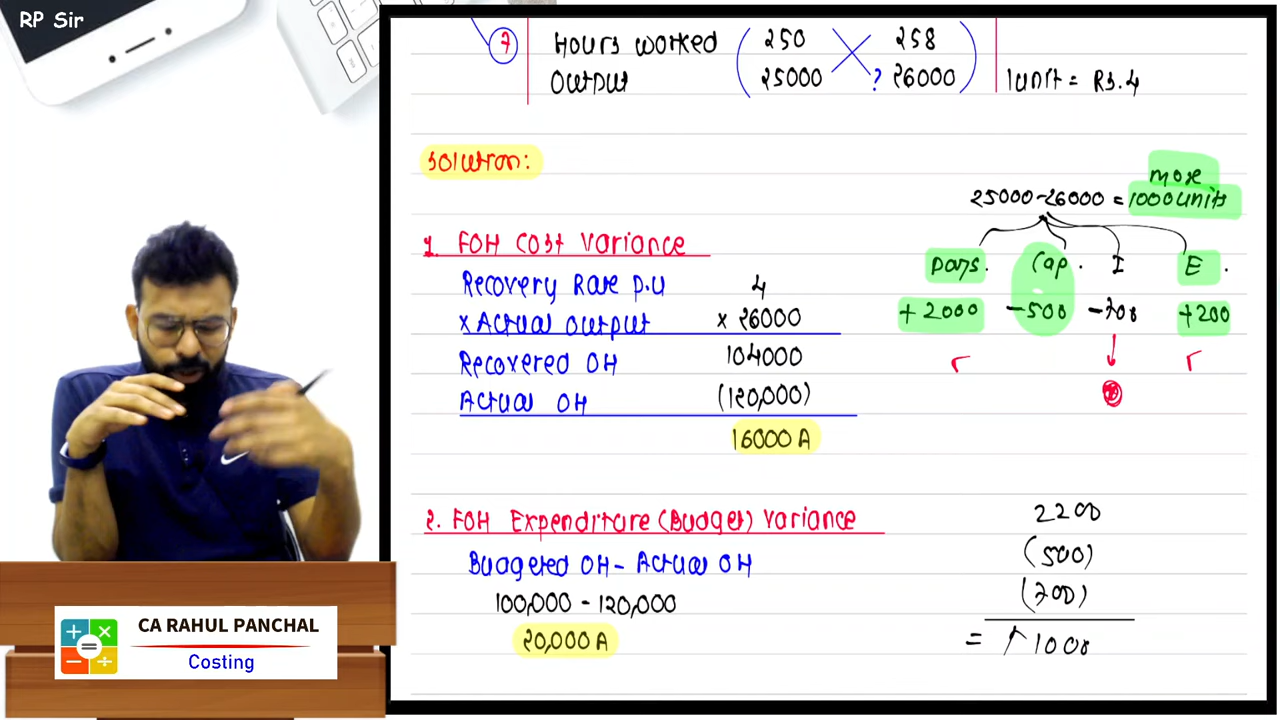 RP Sir
7 Hours worked 250 258
Output 25000 ? 26000 1 unit = Rs.4
Solution:
more
25000-26000 = 1000 units
1. FOH Cost Variance
Days. Cap. I E.
Recovery Rate P.U 4
+2000 -500 -700 +200
x Actual output x 26000
Recovered OH 104000
Actual OH (120,000)
16000 A
2. FOH Expenditure (Budget) Variance
2200
Budgeted OH - Actual OH
(500)
100,000 - 120,000
(700)
20,000 A
= 1000
CA RAHUL PANCHAL
Costing